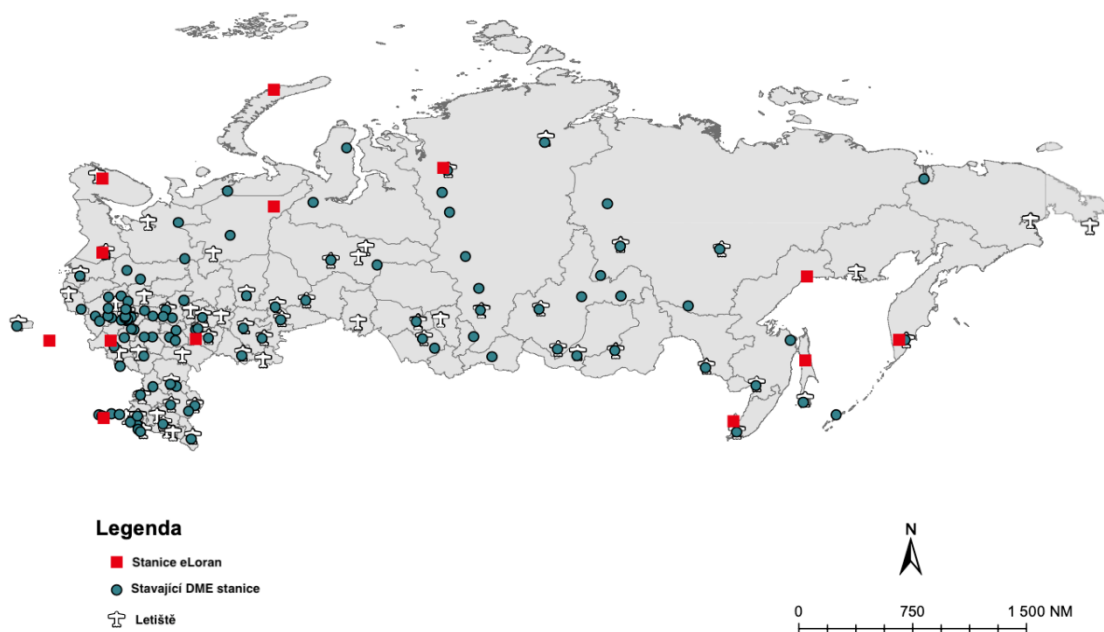 Legenda
Stanice eLoran
Stavající DME stanice
Letiště
N
0 750 1 500 NM